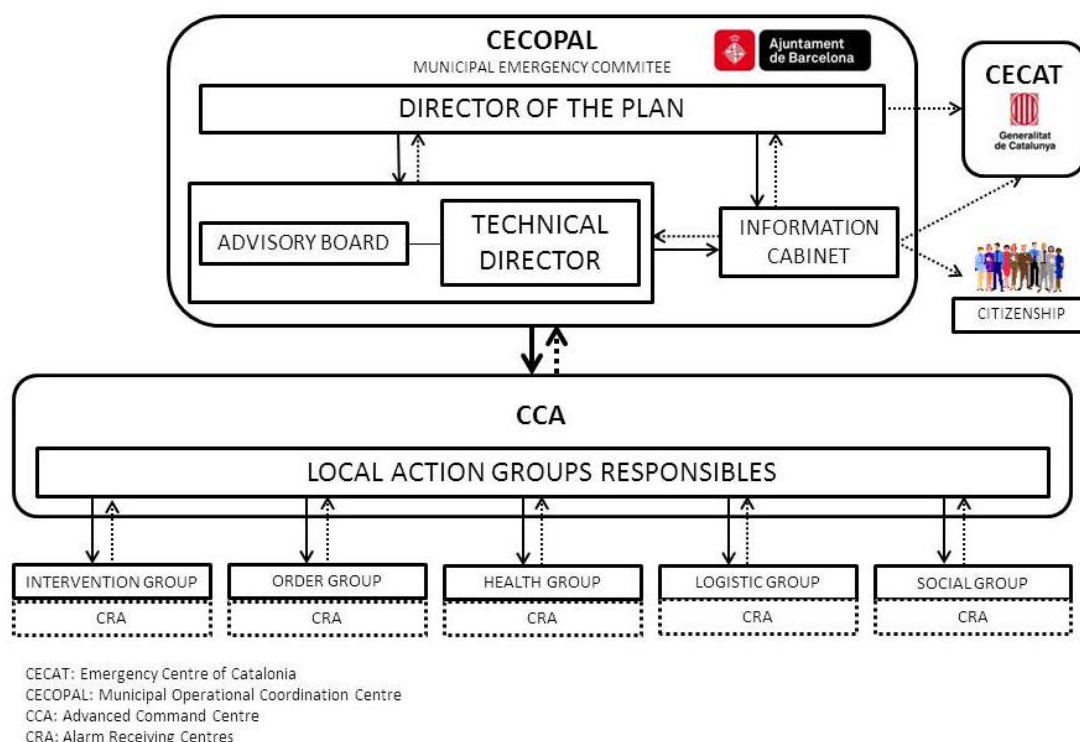 CECOPAL
MUNICIPAL EMERGENCY COMMITEE
Ajuntament
de Barcelona
DIRECTOR OF THE PLAN
CECAT
Generalitat
de Catalunya
ADVISORY BOARD
TECHNICAL
DIRECTOR
INFORMATION
CABINET
CITIZENSHIP
CCA
LOCAL ACTION GROUPS RESPONSIBLES
INTERVENTION GROUP
ORDER GROUP
HEALTH GROUP
LOGISTIC GROUP
SOCIAL GROUP
CRA
CRA
CRA
CRA
CRA
CECAT: Emergency Centre of Catalonia
CECOPAL: Municipal Operational Coordination Centre
CCA: Advanced Command Centre
CRA: Alarm Receiving Centres